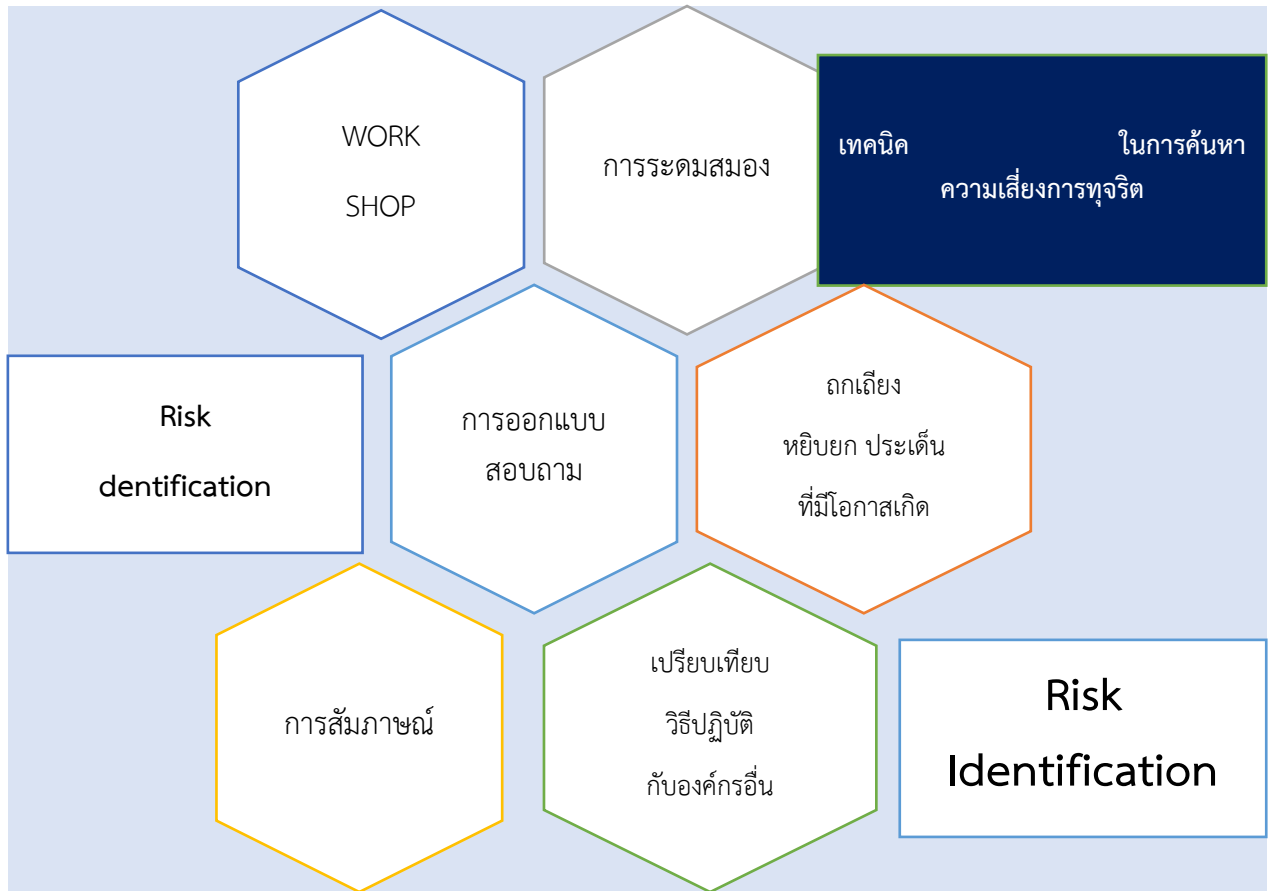 WORK
SHOP
การระดมสมอง
เทคนิค ในการค้นหา
ความเสี่ยงการทุจริต
Risk
dentification
การออกแบบ
สอบถาม
ถกเถียง
หยิบยก ประเด็น
ที่มีโอกาสเกิด
การสัมภาษณ์
เปรียบเทียบ
วิธีปฏิบัติ
กับองค์กรอื่น
Risk
Identification